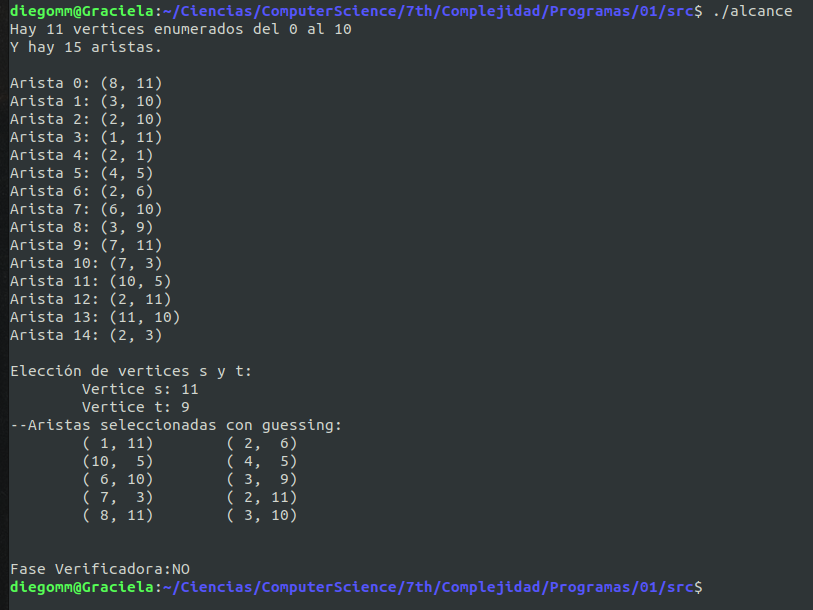 diegomm@Graciela:~/Ciencias/ComputerScience/7th/Complejidad/Programas/01/src$ ./alcance
Hay 11 vertices enumerados del 0 al 10
Y hay 15 aristas.
Arista 0: (8, 11)
Arista 1: (3, 10)
Arista 2: (2, 10)
Arista 3: (1, 11)
Arista 4: (2, 1)
Arista 5: (4, 5)
Arista 6: (2, 6)
Arista 7: (6, 10)
Arista 8: (3, 9)
Arista 9: (7, 11)
Arista 10: (7, 3)
Arista 11: (10, 5)
Arista 12: (2, 11)
Arista 13: (11, 10)
Arista 14: (2, 3)
Elección de vertices s y t:
Vertice s: 11
Vertice t: 9
--Aristas seleccionadas con guessing:
( 1, 11) ( 2,  6)
(10,  5) ( 4,  5)
( 6, 10) ( 3,  9)
( 7,  3) ( 2, 11)
( 8, 11) ( 3, 10)
Fase Verificadora:NO
diegomm@Graciela:~/Ciencias/ComputerScience/7th/Complejidad/Programas/01/src$